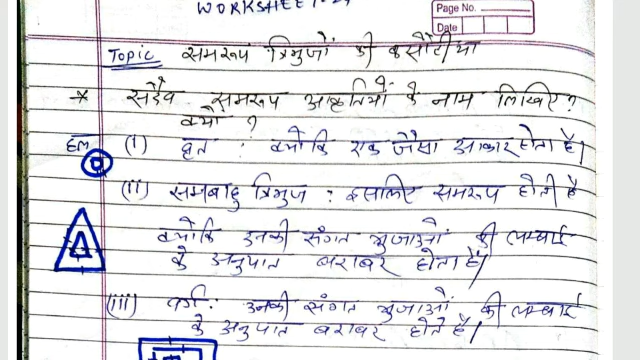 WORKSHEET-
Page No.
Date
Topic समरूप त्रिभुजों की कसौटीया
* सदैव समरूप आकृतियों के नाम लिखिए?
क्यों ?
हल (i) वृत : क्योंकि एक जैसा आकार होता है।
(ii) समबाहु त्रिभुज : इसलिए समरूप होती है
क्योंकि उनकी संगत भुजाओं की लम्बाई
के अनुपात बराबर होता है।
(iii) वर्ग: उनकी संगत भुजाओं की लम्बाई
के अनुपात बराबर होते है।